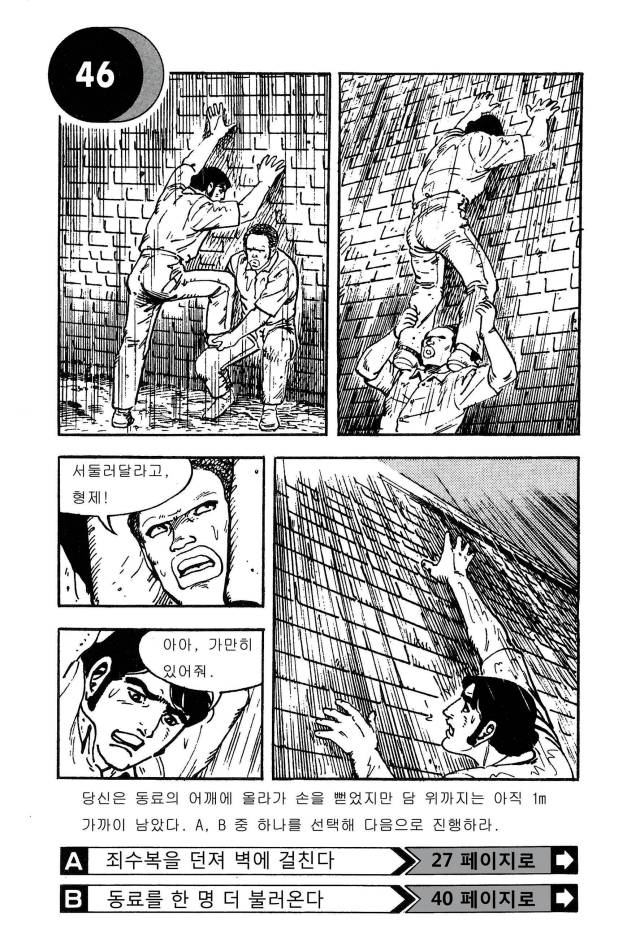 46
서둘러달라고,
형제!
아아, 가만히
있어줘.
당신은 동료의 어깨에 올라가 손을 뻗었지만 담 위까지는 아직 1m
가까이 남았다. A, B 중 하나를 선택해 다음으로 진행하라.
A 죄수복을 던져 벽에 걸친다 27 페이지로
B 동료를 한 명 더 불러온다 40 페이지로